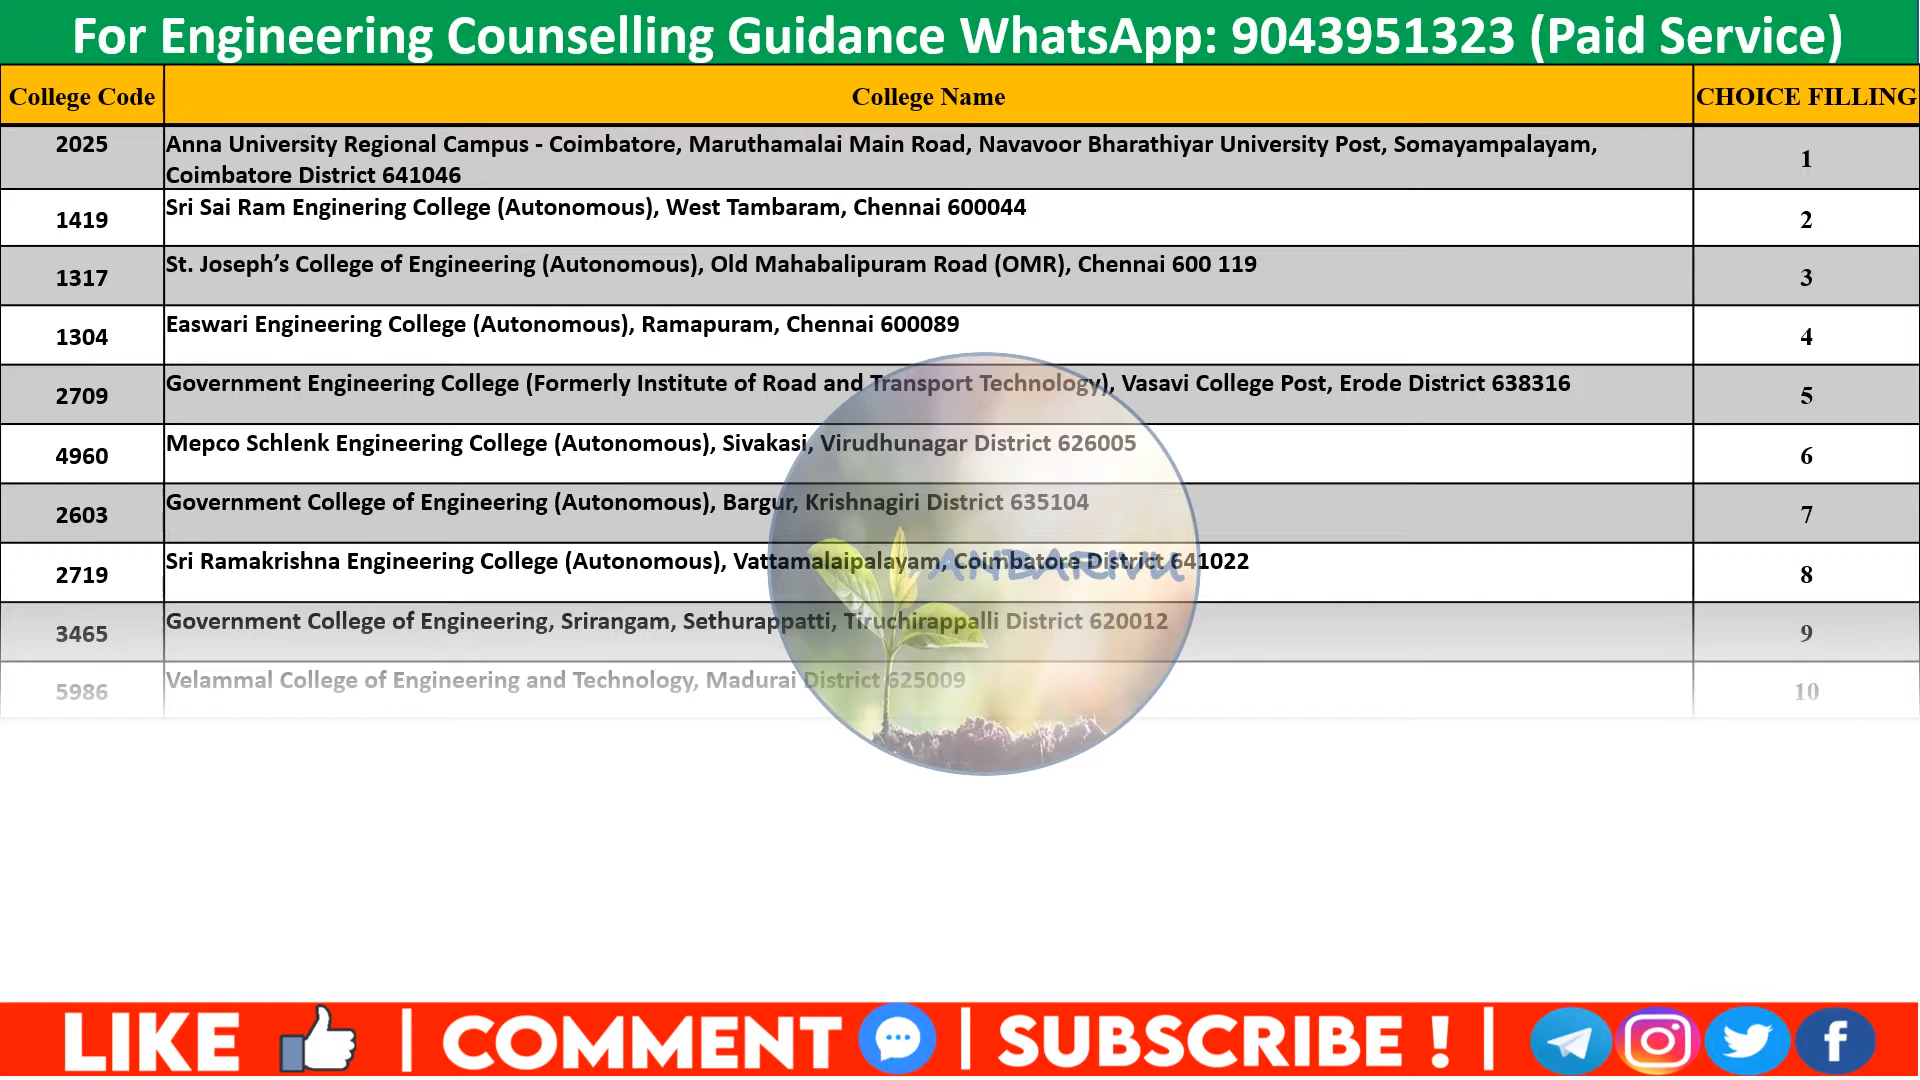 For Engineering Counselling Guidance WhatsApp: 9043951323 (Paid Service)
College Code College Name CHOICE FILLING
2025 Anna University Regional Campus - Coimbatore, Maruthamalai Main Road, Navavoor Bharathiyar University Post, Somayampalayam,
Coimbatore District 641046 1
1419 Sri Sai Ram Enginering College (Autonomous), West Tambaram, Chennai 600044 2
1317 St. Joseph’s College of Engineering (Autonomous), Old Mahabalipuram Road (OMR), Chennai 600 119 3
1304 Easwari Engineering College (Autonomous), Ramapuram, Chennai 600089 4
2709 Government Engineering College (Formerly Institute of Road and Transport Technology), Vasavi College Post, Erode District 638316 5
4960 Mepco Schlenk Engineering College (Autonomous), Sivakasi, Virudhunagar District 626005 6
2603 Government College of Engineering (Autonomous), Bargur, Krishnagiri District 635104 7
2719 Sri Ramakrishna Engineering College (Autonomous), Vattamalaipalayam, Coimbatore District 641022 8
ANBARIVU
3465 Government College of Engineering, Srirangam, Sethurappatti, Tiruchirappalli District 620012 9
5986 Velammal College of Engineering and Technology, Madurai District 625009 10
LIKE | COMMENT | SUBSCRIBE ! |